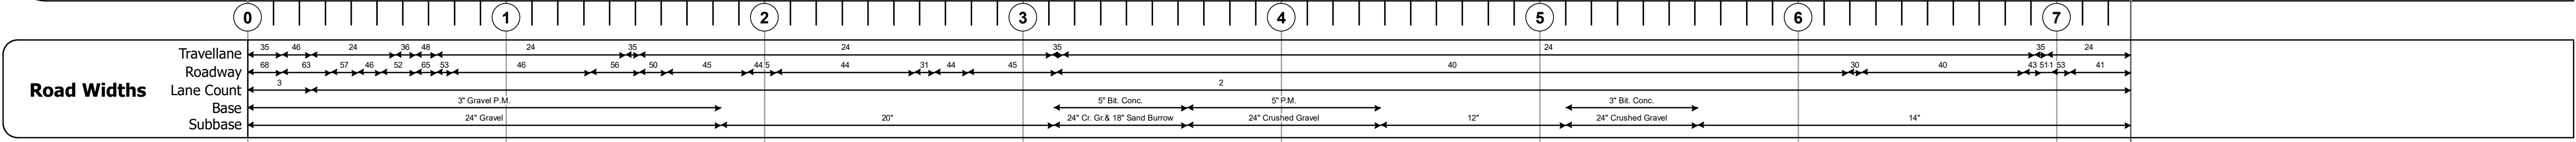 0 1 2 3 4 5 6 7
35 46 24 36 48 24 35 24 35 24 35 24
Travellane
68 63 57 46 52 65 53 46 56 50 45 44 5 44 31 44 45 40 30 40 43 51 1 53 41
Roadway
3 2
Road Widths
Lane Count
3" Gravel P.M. 5" Bit. Conc. 5" P.M. 3" Bit. Conc.
Base
24" Gravel 20" 24" Cr. Gr.& 18" Sand Burrow 24" Crushed Gravel 12" 24" Crushed Gravel 14"
Subbase